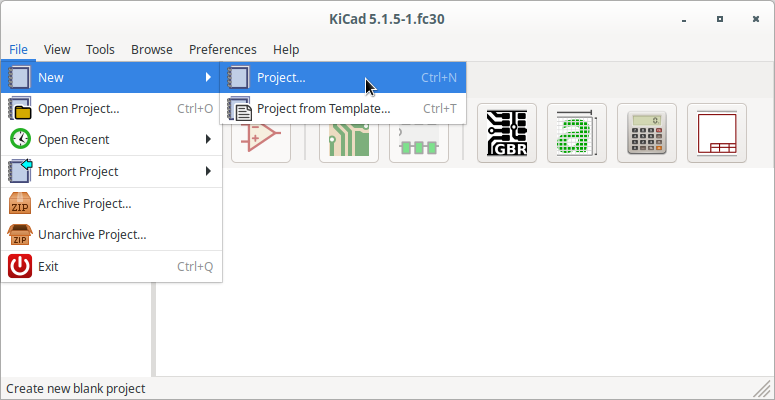 KiCad 5.1.5-1.fc30
File View Tools Browse Preferences Help
New
Project... Ctrl+N
Open Project... Ctrl+O
Project from Template... Ctrl+T
Open Recent
Import Project
Archive Project...
Unarchive Project...
Exit Ctrl+Q
ZIP
ZIP
GBR
a
0.
Create new blank project